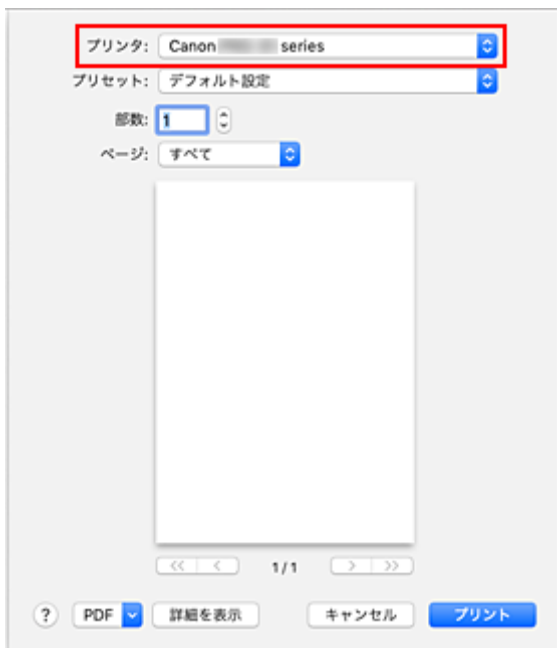 プリンタ: Canon series
プリセット: デフォルト設定
部数: 1
ページ: すべて
<< < 1/1 > >>
? PDF 詳細を表示 キャンセル プリント